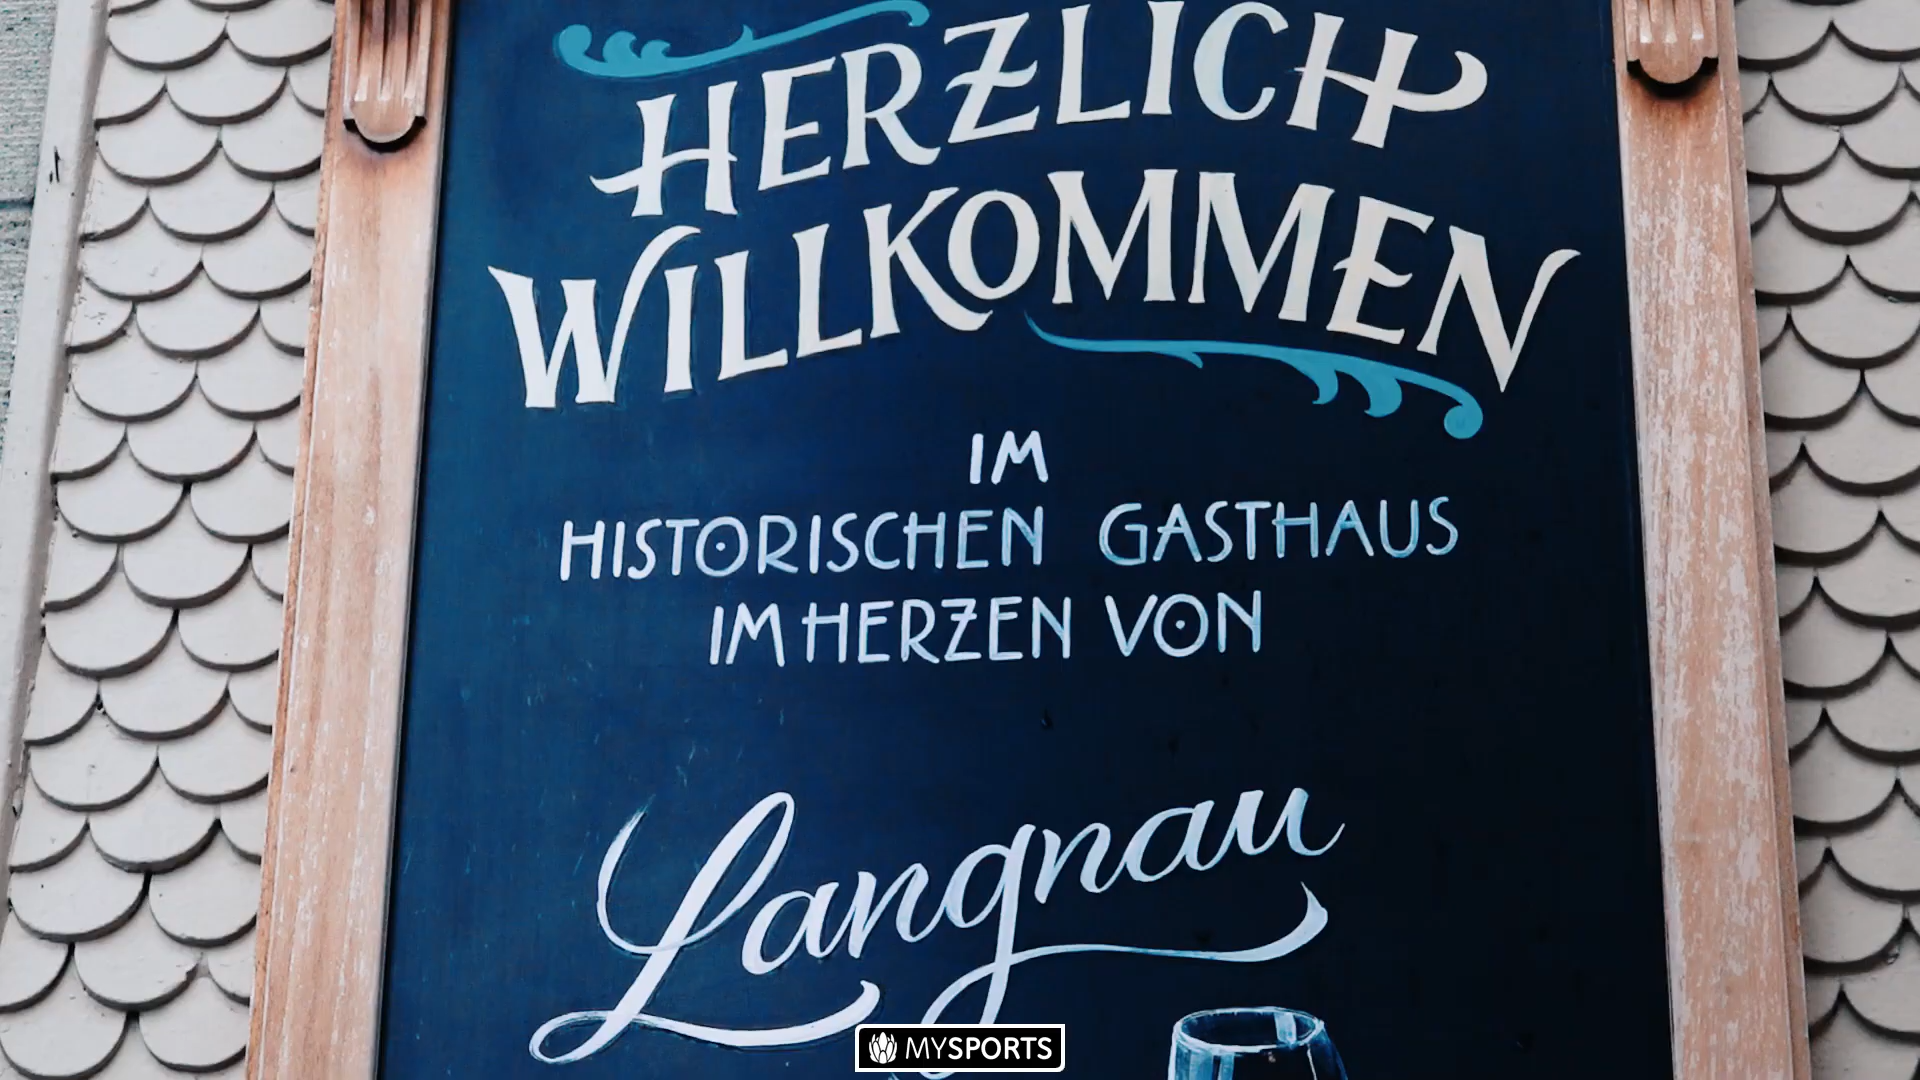 HERZLICH
WILLKOMMEN
IM
HISTORISCHEN GASTHAUS
IM HERZEN VON
Langnau
MYSPORTS